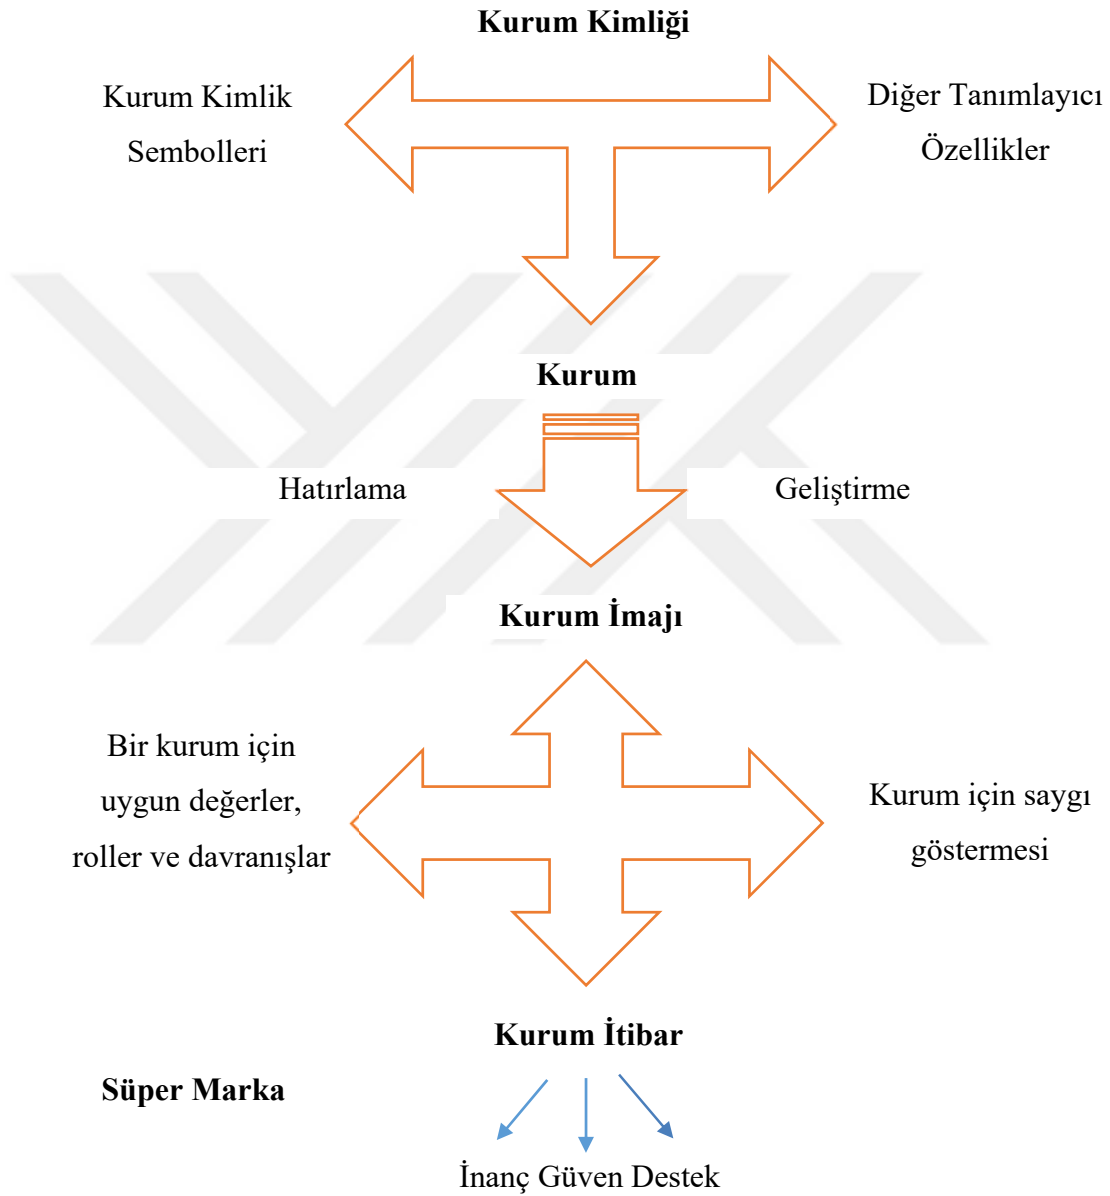 Kurum Kimliği
Kurum Kimlik
Sembolleri
Diğer Tanımlayıcı
Özellikler
Kurum
Hatırlama
Geliştirme
Kurum İmajı
Bir kurum için
uygun değerler,
roller ve davranışlar
Kurum için saygı
göstermesi
Kurum İtibar
Süper Marka
İnanç Güven Destek